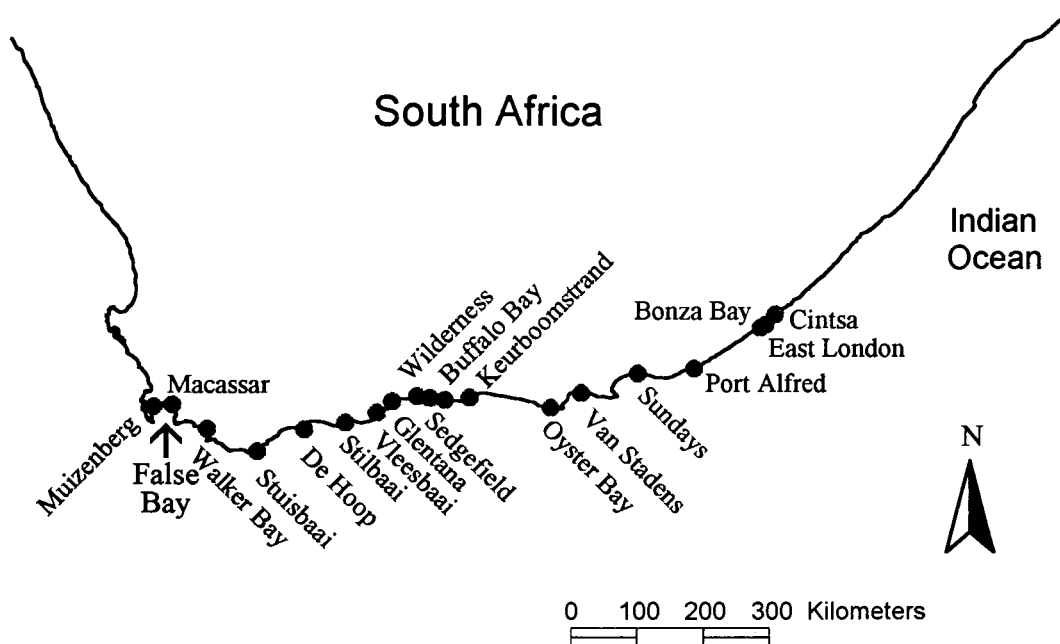 South Africa
Indian
Ocean
Wilderness
Buffalo Bay
Keurboomstrand
Bonza Bay
Cintsa
East London
Port Alfred
Macassar
Muizenberg
False
Bay
Walker Bay
Stuisbaai
De Hoop
Stilbaai
Vleesbaai
Glentana
Sedgefield
Oyster Bay
Van Stadens
Sundays
N
0 100 200 300 Kilometers